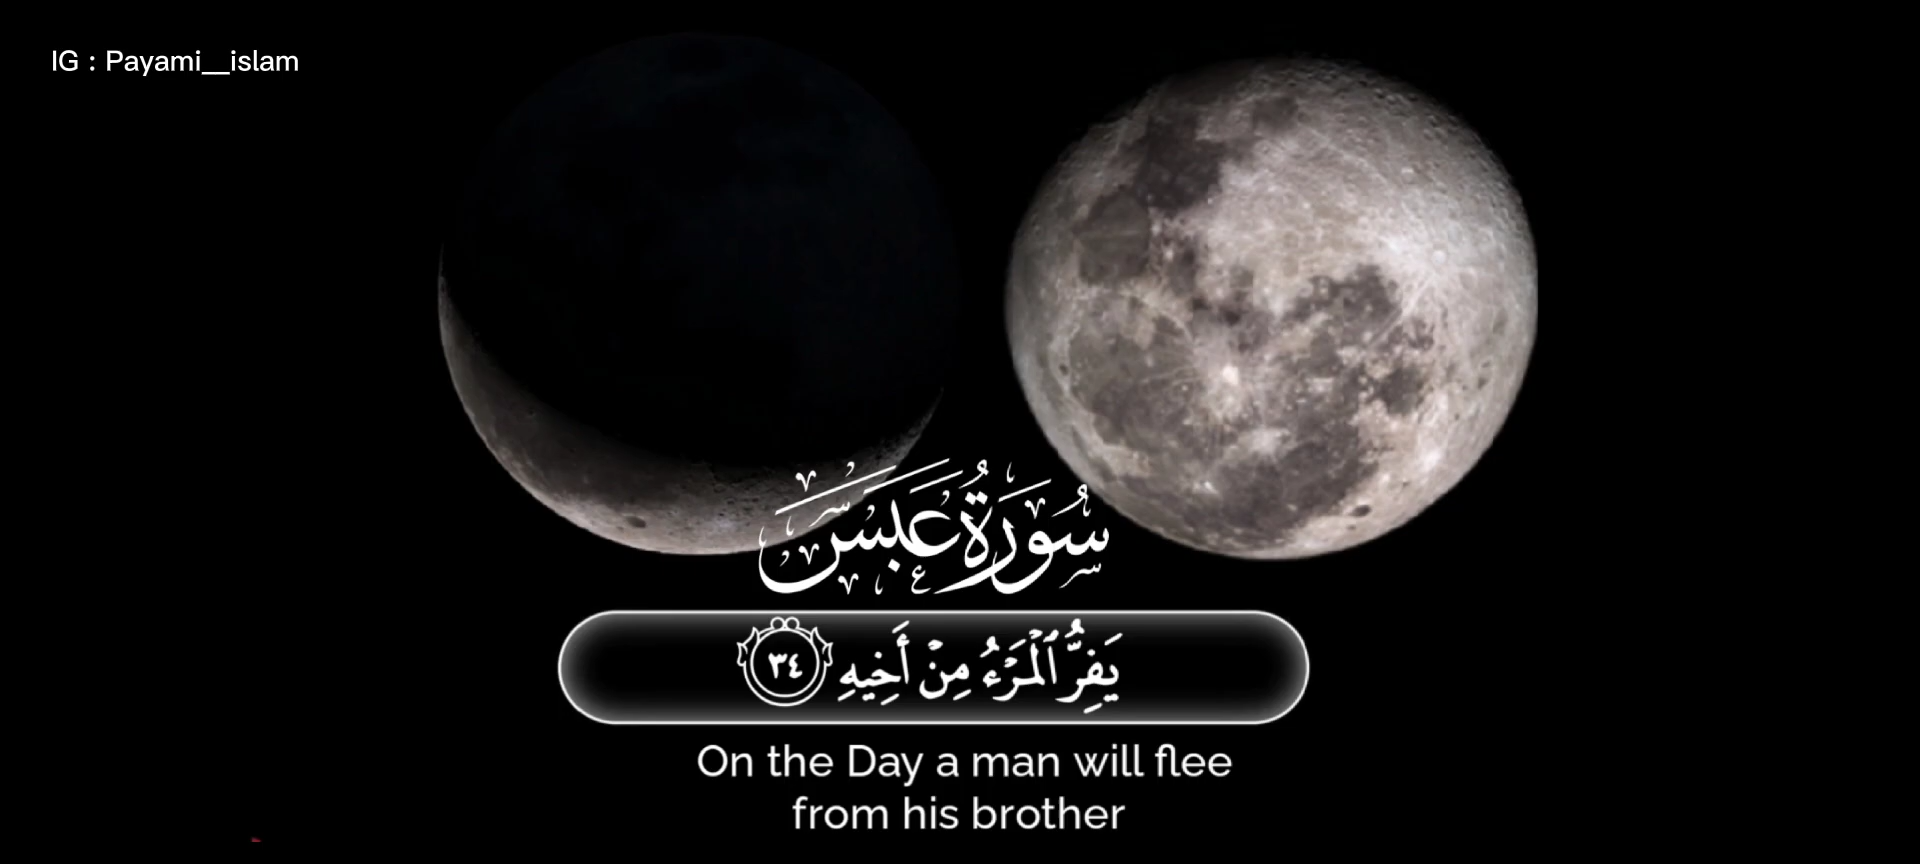 IG : Payami__islam
سُورَةُ عَبَسَ
يَفِرُّ ٱلْمَرْءُ مِنْ أَخِيهِ ٣٤
On the Day a man will flee
from his brother